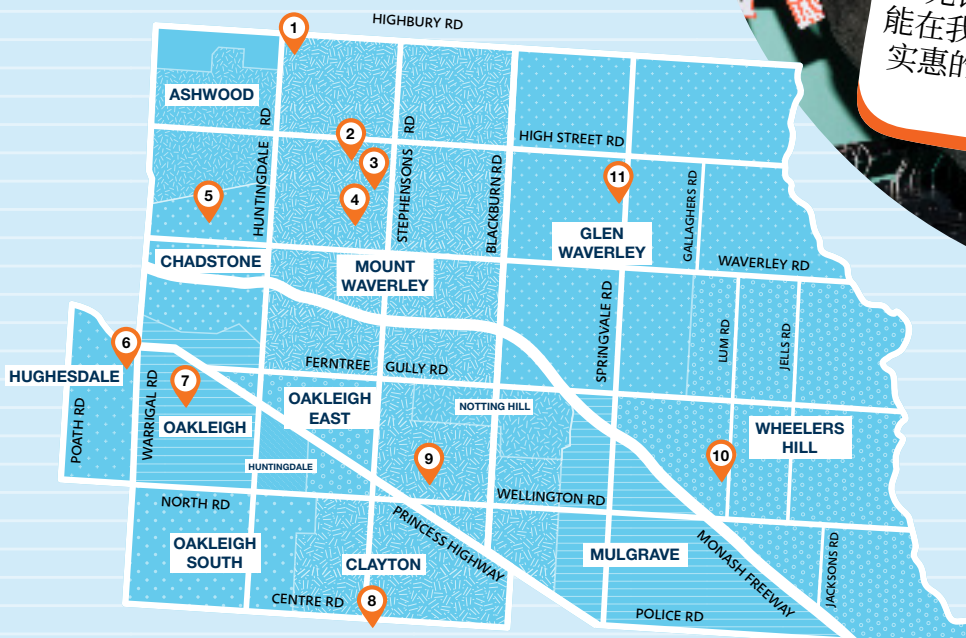 HIGHBURY RD
能在我
实惠的
1
ASHWOOD
HUNTINGDALE RD
STEPHENSONS RD
BLACKBURN RD
HIGH STREET RD
2
3
4
5
11
GLEN
WAVERLEY
GALLAGHERS RD
WAVERLEY RD
CHADSTONE
MOUNT
WAVERLEY
SPRINGVALE RD
LUM RD
JELLS RD
6
HUGHESDALE
7
FERNTREE GULLY RD
POATH RD
WARRIGAL RD
OAKLEIGH
OAKLEIGH
EAST
NOTTING HILL
WHEELERS
HILL
HUNTINGDALE
9
10
NORTH RD
WELLINGTON RD
PRINCESS HIGHWAY
MONASH FREEWAY
OAKLEIGH
SOUTH
CLAYTON
MULGRAVE
JACKSONS RD
CENTRE RD
8
POLICE RD